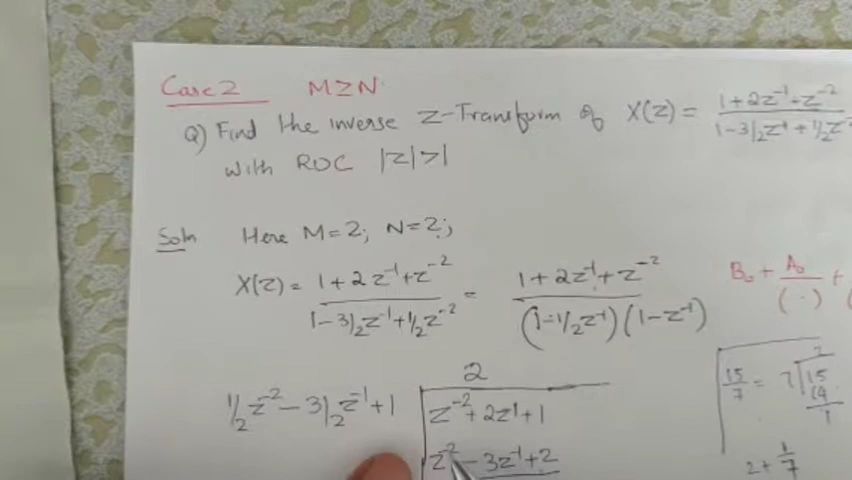 Case 2 M≥N
Q) Find the inverse Z-Transform of X(z) = 1+2z⁻¹+z⁻² / 1-3/2z⁻¹+1/2z⁻²
with ROC |z|>1
Soln Here M=2; N=2;
X(z) = 1+2z⁻¹+z⁻² / 1-3/2z⁻¹+1/2z⁻² = 1+2z⁻¹+z⁻² / (1-1/2z⁻¹)(1-z⁻¹)
B₀ + A₀/(·) + (
2
1/2z⁻²-3/2z⁻¹+1 z⁻²+2z⁻¹+1
z⁻²-3z⁻¹+2
2
15/7 = 7 15
14
1
2+1/7